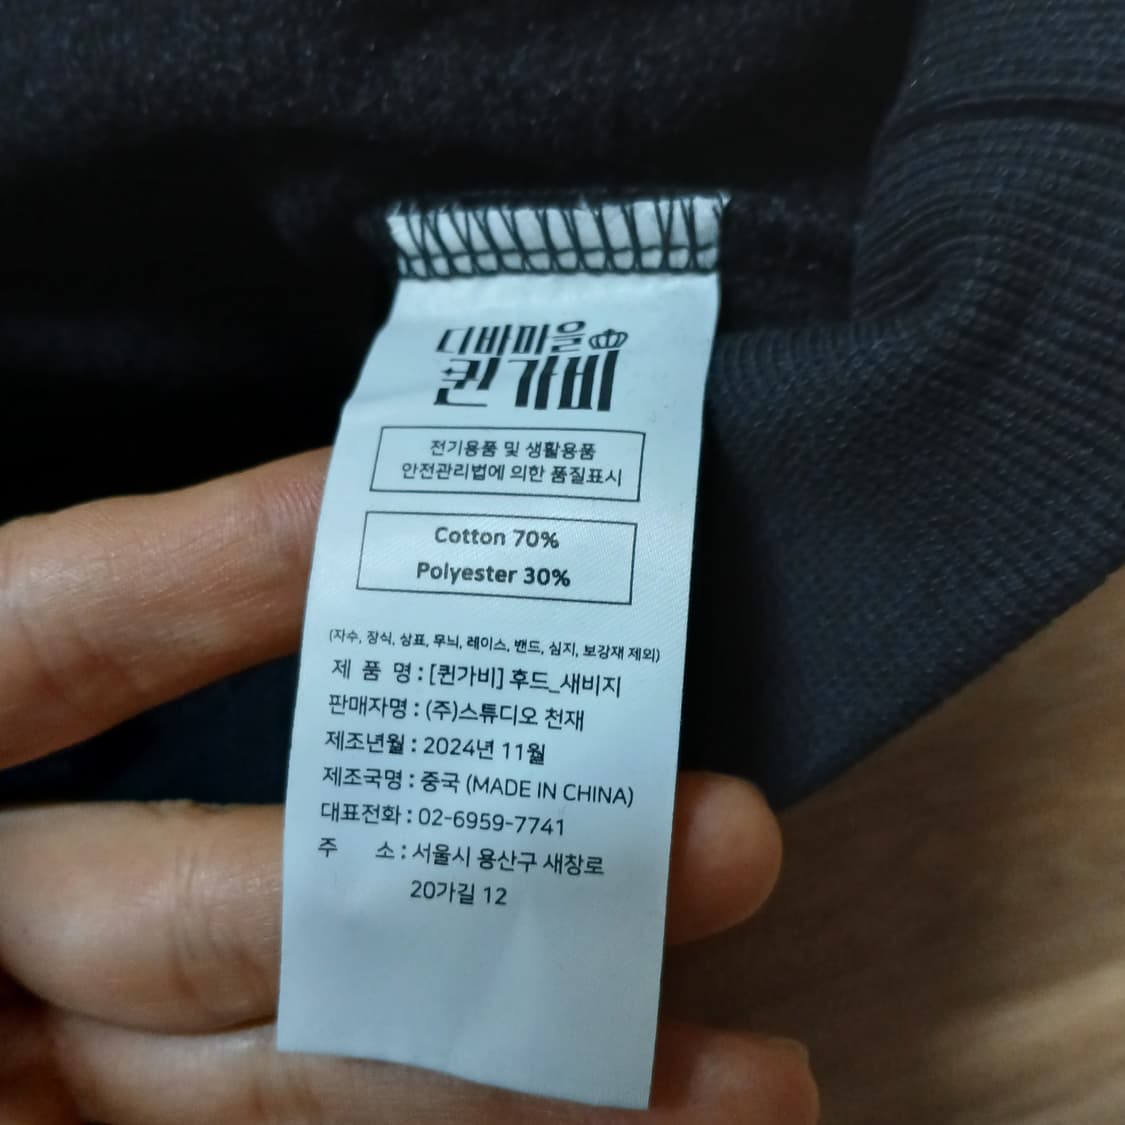 디바마을
퀸가비
전기용품 및 생활용품
안전관리법에 의한 품질표시
Cotton 70%
Polyester 30%
(자수, 장식, 상표, 무늬, 레이스, 밴드, 심지, 보강재 제외)
제 품 명 : [퀸가비] 후드_새비지
판매자명 : (주)스튜디오 천재
제조년월 : 2024년 11월
제조국명 : 중국 (MADE IN CHINA)
대표전화 : 02-6959-7741
주 소 : 서울시 용산구 새창로
20가길 12